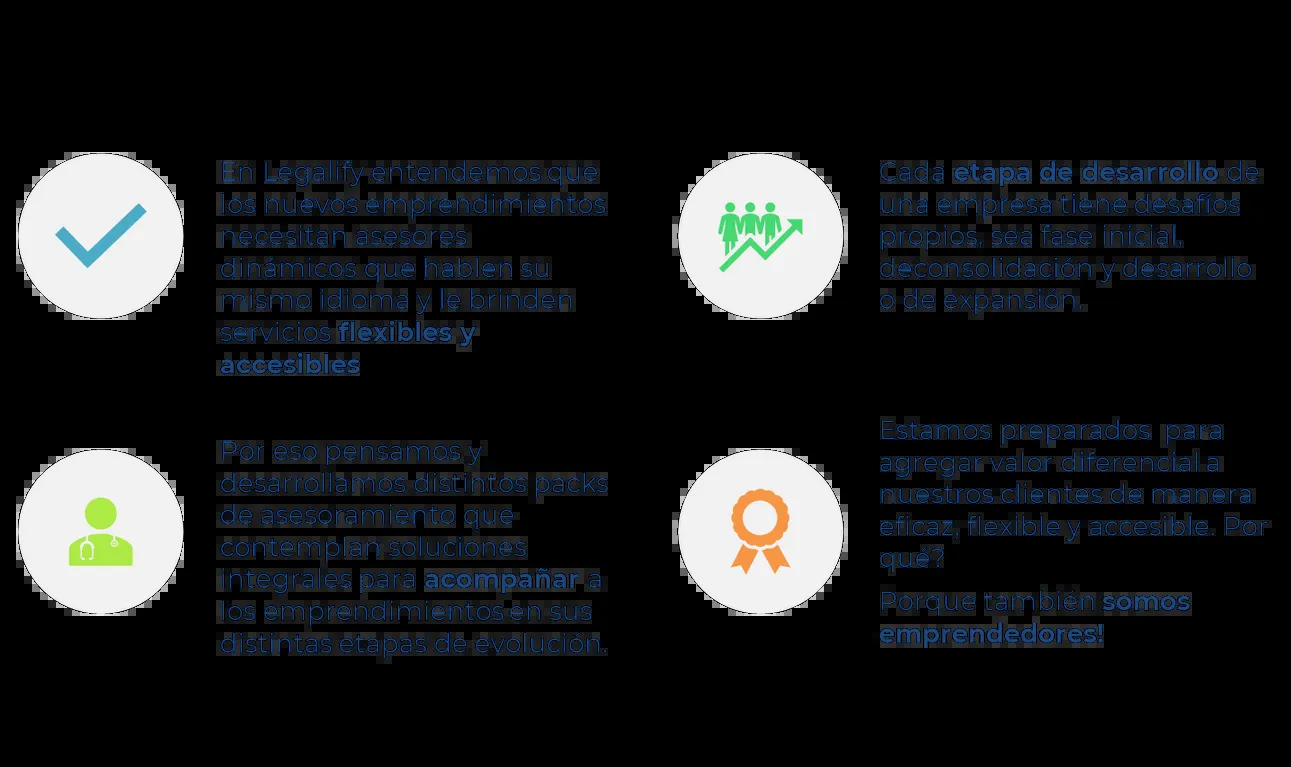 En Legalify entendemos que
los nuevos emprendimientos
necesitan asesores
dinámicos que hablen su
mismo idioma y le brinden
servicios flexibles y
accesibles
Cada etapa de desarrollo de
una empresa tiene desafíos
propios, sea fase inicial,
deconsolidación y desarrollo
o de expansión,
Por eso pensamos y
desarrollamos distintos packs
de asesoramiento que
contemplan soluciones
integrales para acompañar a
los emprendimientos en sus
distintas etapas de evolución.
Estamos preparados para
agregar valor diferencial a
nuestros clientes de manera
eficaz, flexible y accesible. Por
que?
Porque también somos
emprendedores!